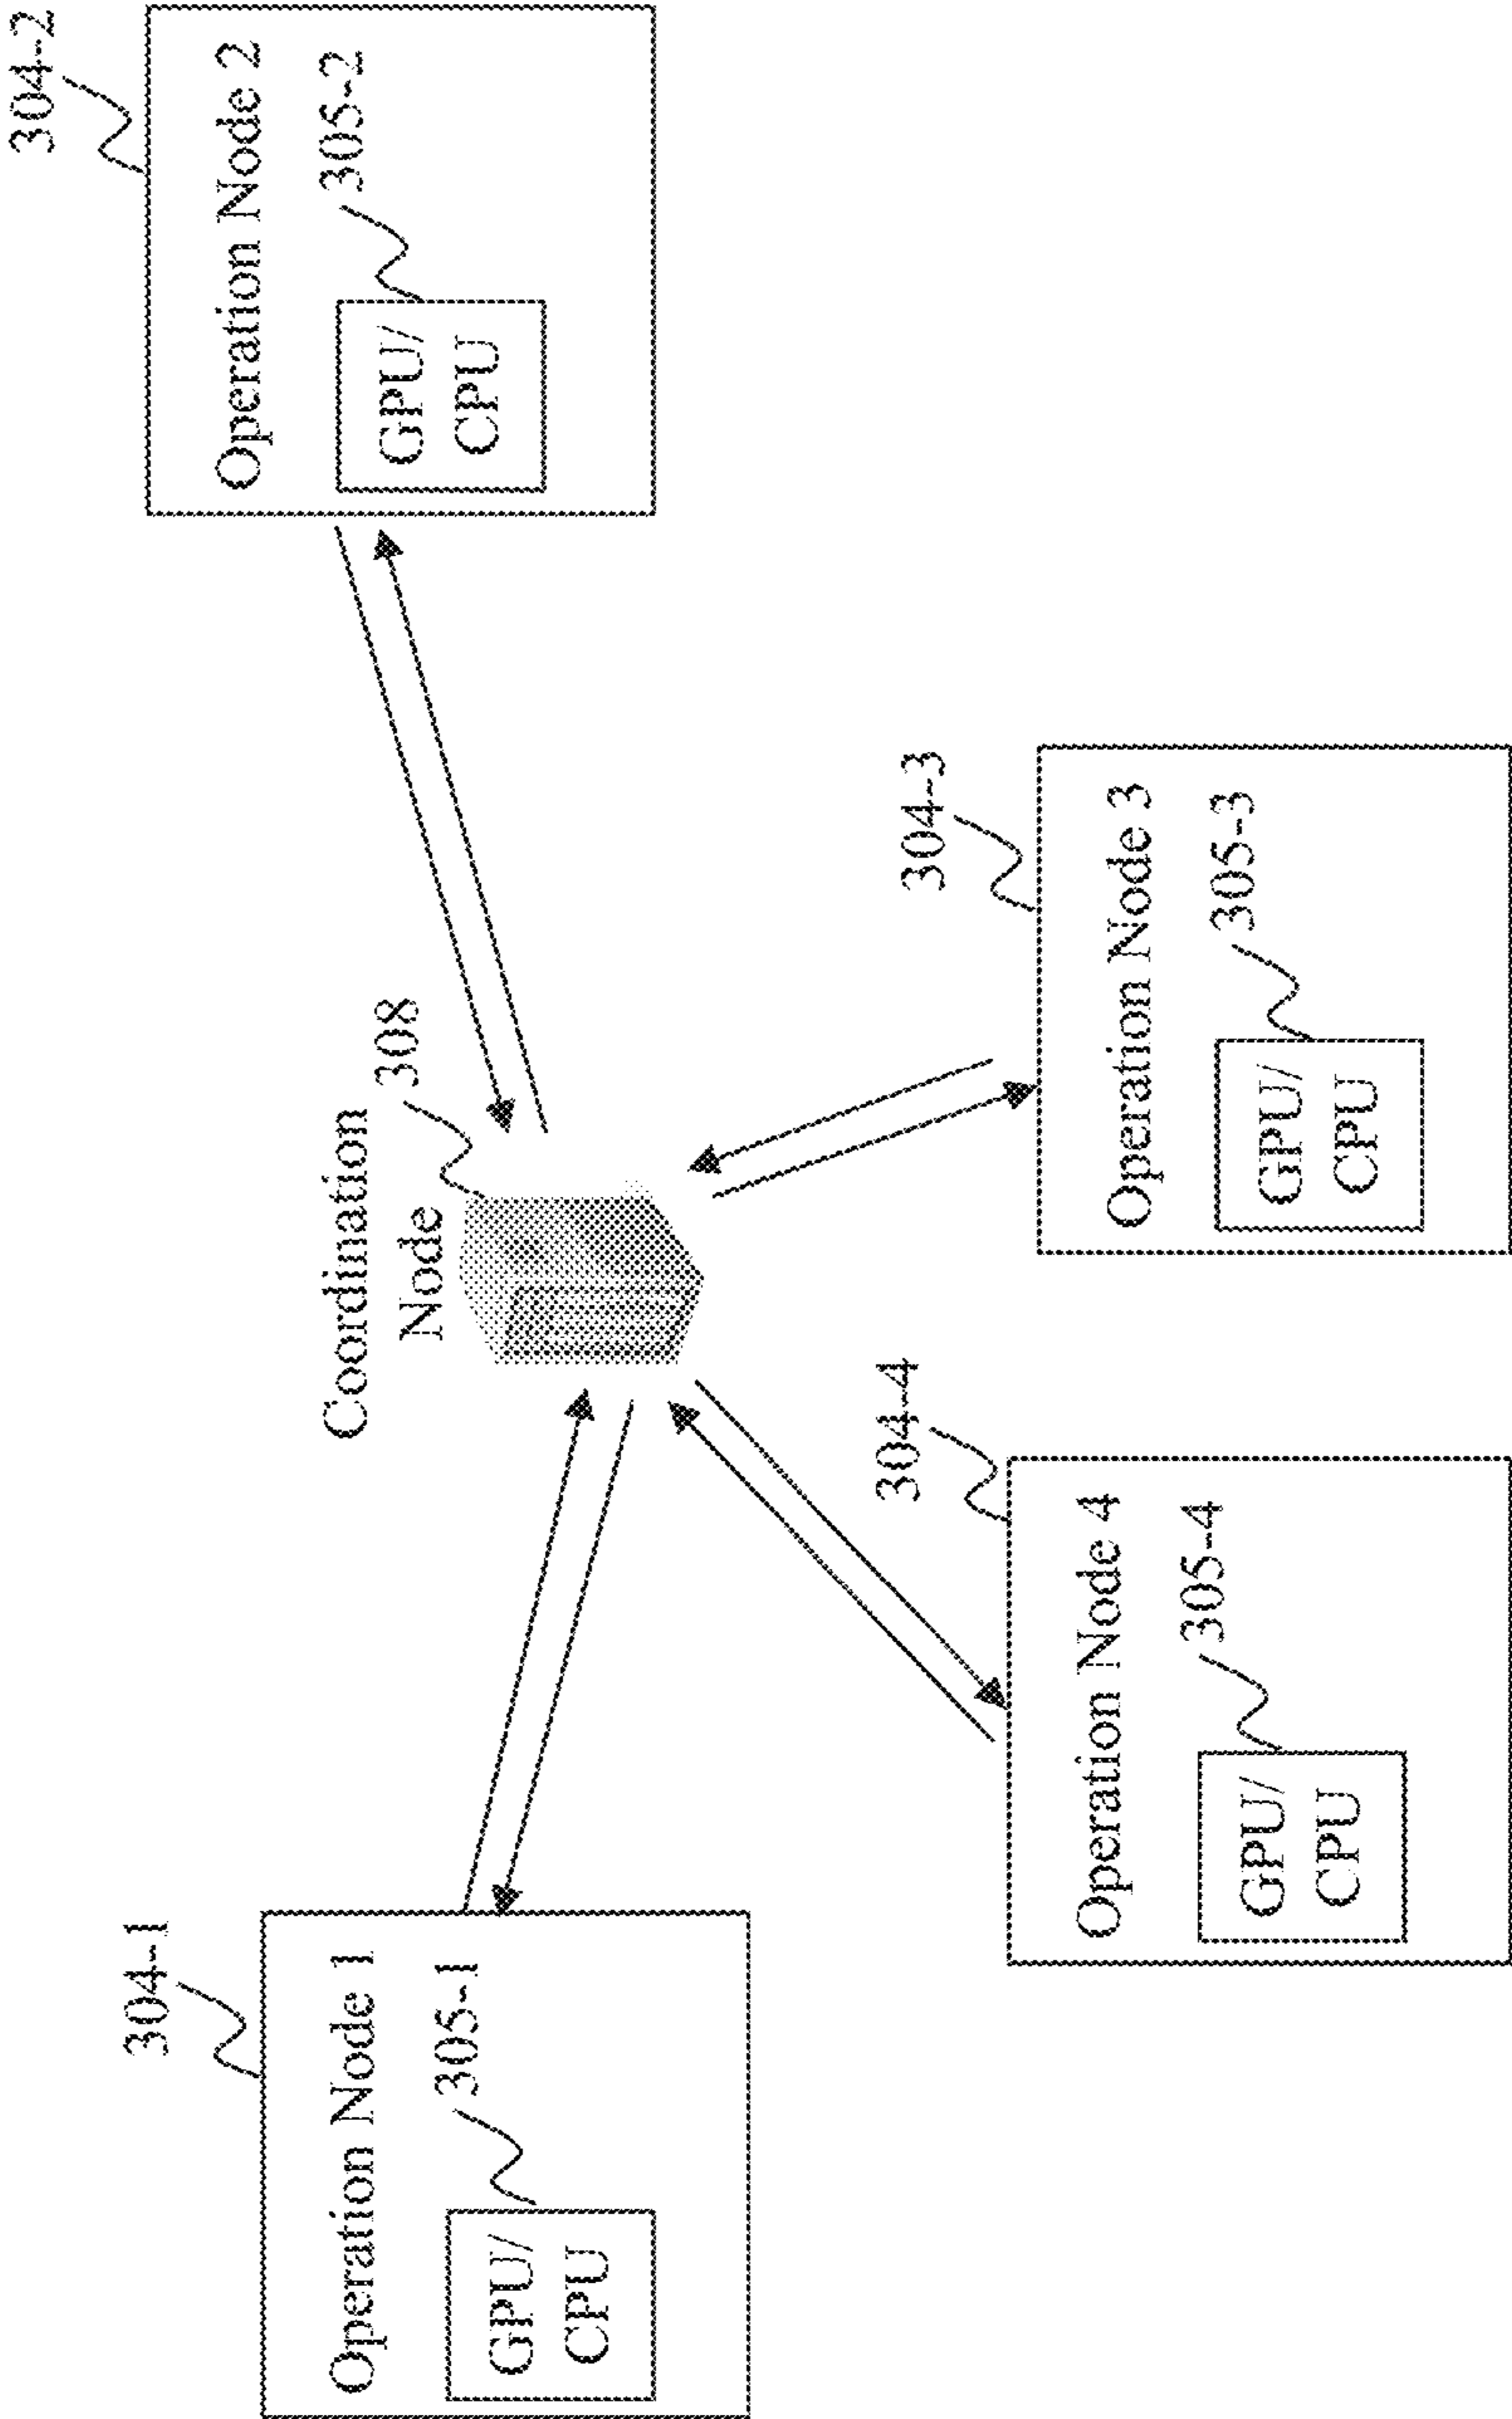 304-1
Operation Node 1
305-1
GPU/
CPU
Coordination
Node
308
304-2
Operation Node 2
305-2
GPU/
CPU
304-4
Operation Node 4
305-4
GPU/
CPU
304-3
Operation Node 3
305-3
GPU/
CPU